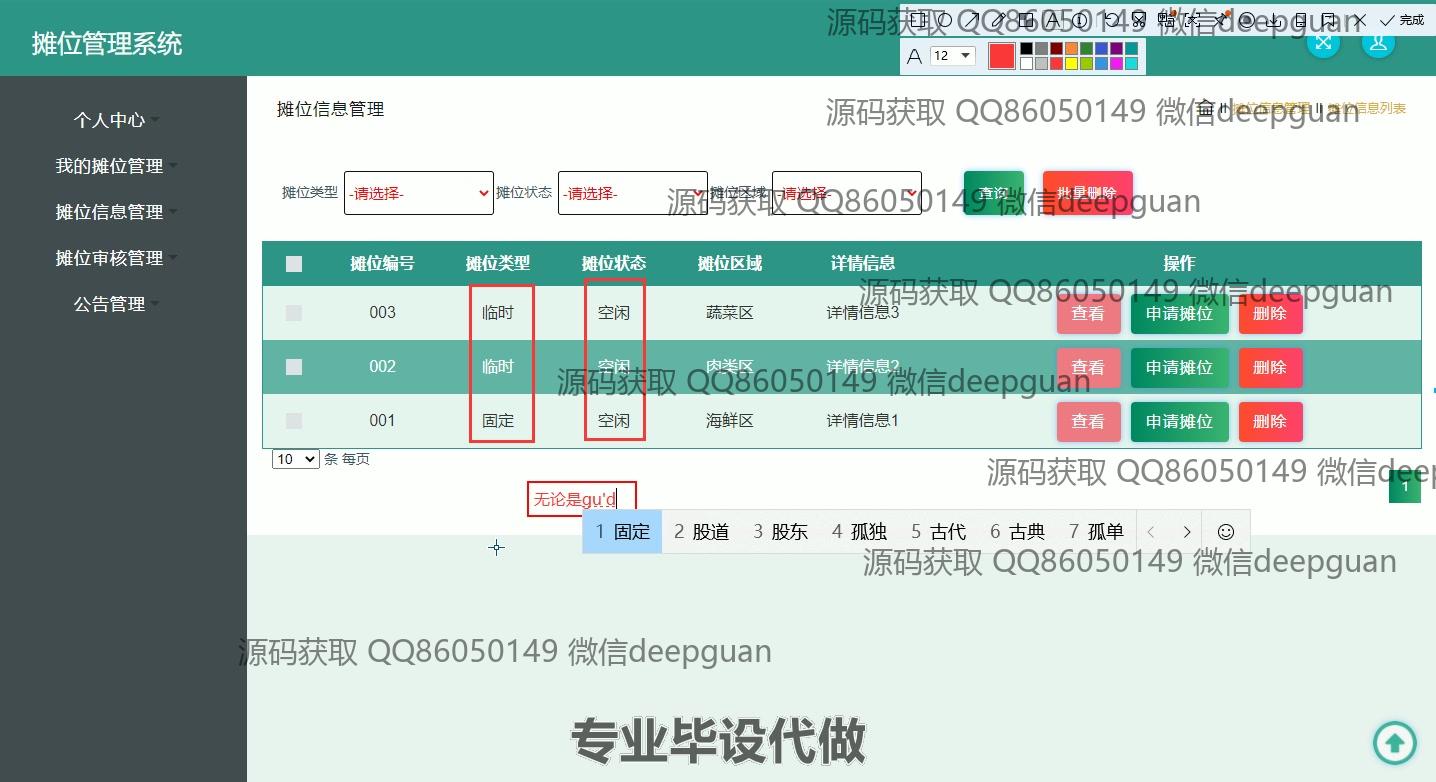 源码获取 QQ86050149 微信deepguan
完成
摊位管理系统
A 12
个人中心
我的摊位管理
摊位信息管理
摊位审核管理
公告管理
摊位信息管理
摊位信息管理 摊位信息列表
源码获取 QQ86050149 微信deepguan
摊位类型 -请选择- 摊位状态 -请选择- 摊位区域 -请选择- 查询 批量删除
源码获取 QQ86050149 微信deepguan
摊位编号 摊位类型 摊位状态 摊位区域 详情信息 操作
源码获取 QQ86050149 微信deepguan
003 临时 空闲 蔬菜区 详情信息3 查看 申请摊位 删除
002 临时 空闲 肉类区 详情信息2 查看 申请摊位 删除
源码获取 QQ86050149 微信deepguan
001 固定 空闲 海鲜区 详情信息1 查看 申请摊位 删除
10 条 每页
源码获取 QQ86050149 微信deep
1
无论是gu'd
1 固定 2 股道 3 股东 4 孤独 5 古代 6 古典 7 孤单
源码获取 QQ86050149 微信deepguan
源码获取 QQ86050149 微信deepguan
专业毕设代做